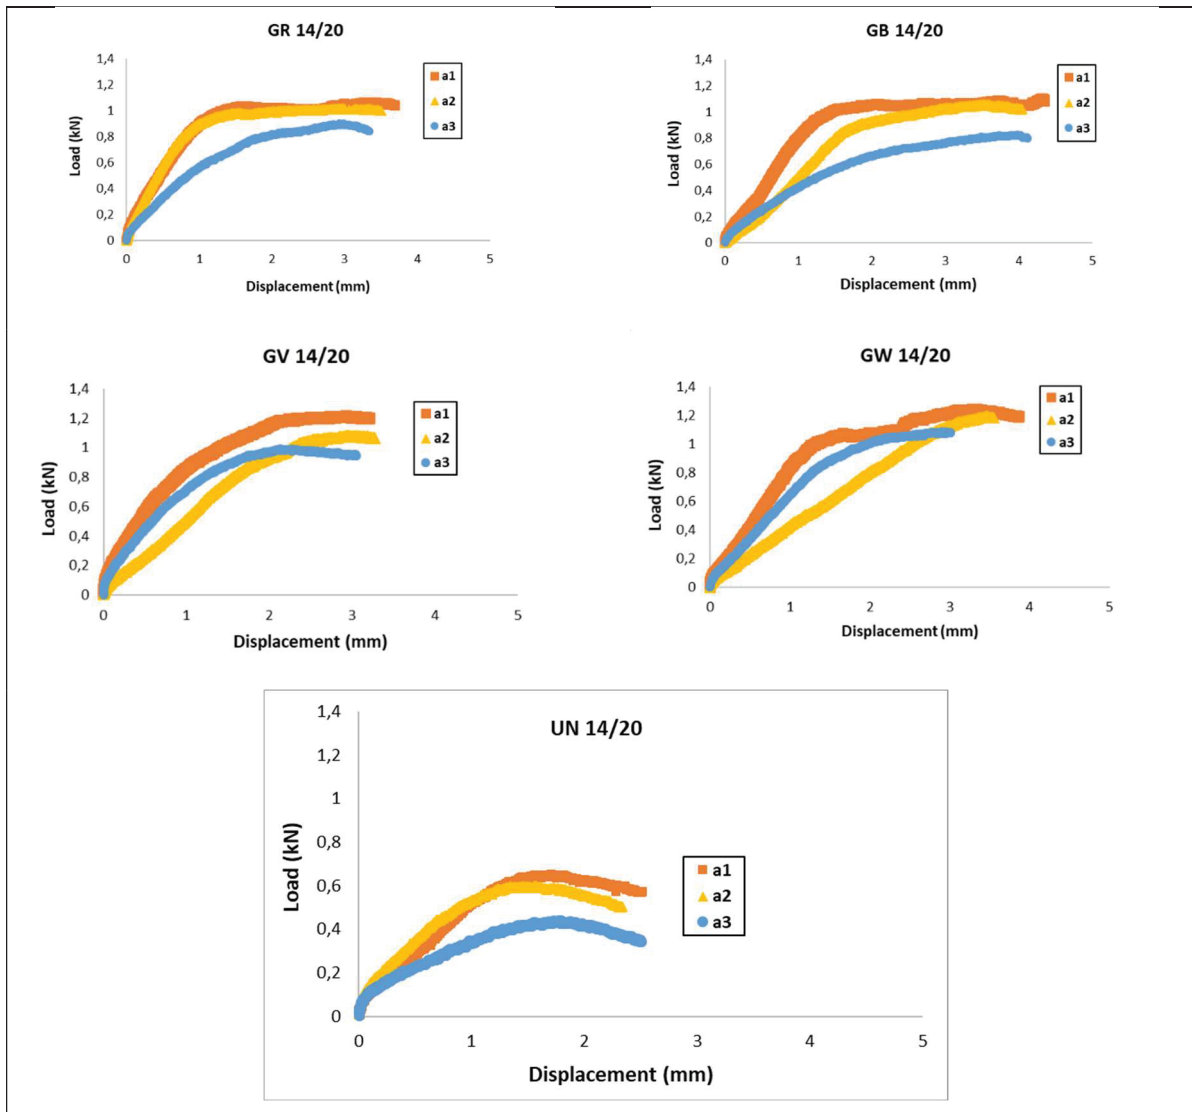 GR 14/20
1,4
1,2
1
0,8
0,6
0,4
0,2
0
Load (kN)
0 1 2 3 4 5
Displacement (mm)
a1
a2
a3
GB 14/20
1,4
1,2
1
0,8
0,6
0,4
0,2
0
Load (kN)
0 1 2 3 4 5
Displacement (mm)
a1
a2
a3
GV 14/20
1,4
1,2
1
0,8
0,6
0,4
0,2
0
Load (kN)
0 1 2 3 4 5
Displacement (mm)
a1
a2
a3
GW 14/20
1,4
1,2
1
0,8
0,6
0,4
0,2
0
Load (kN)
0 1 2 3 4 5
Displacement (mm)
a1
a2
a3
UN 14/20
1,4
1,2
1
0,8
0,6
0,4
0,2
0
Load (kN)
0 1 2 3 4 5
Displacement (mm)
a1
a2
a3